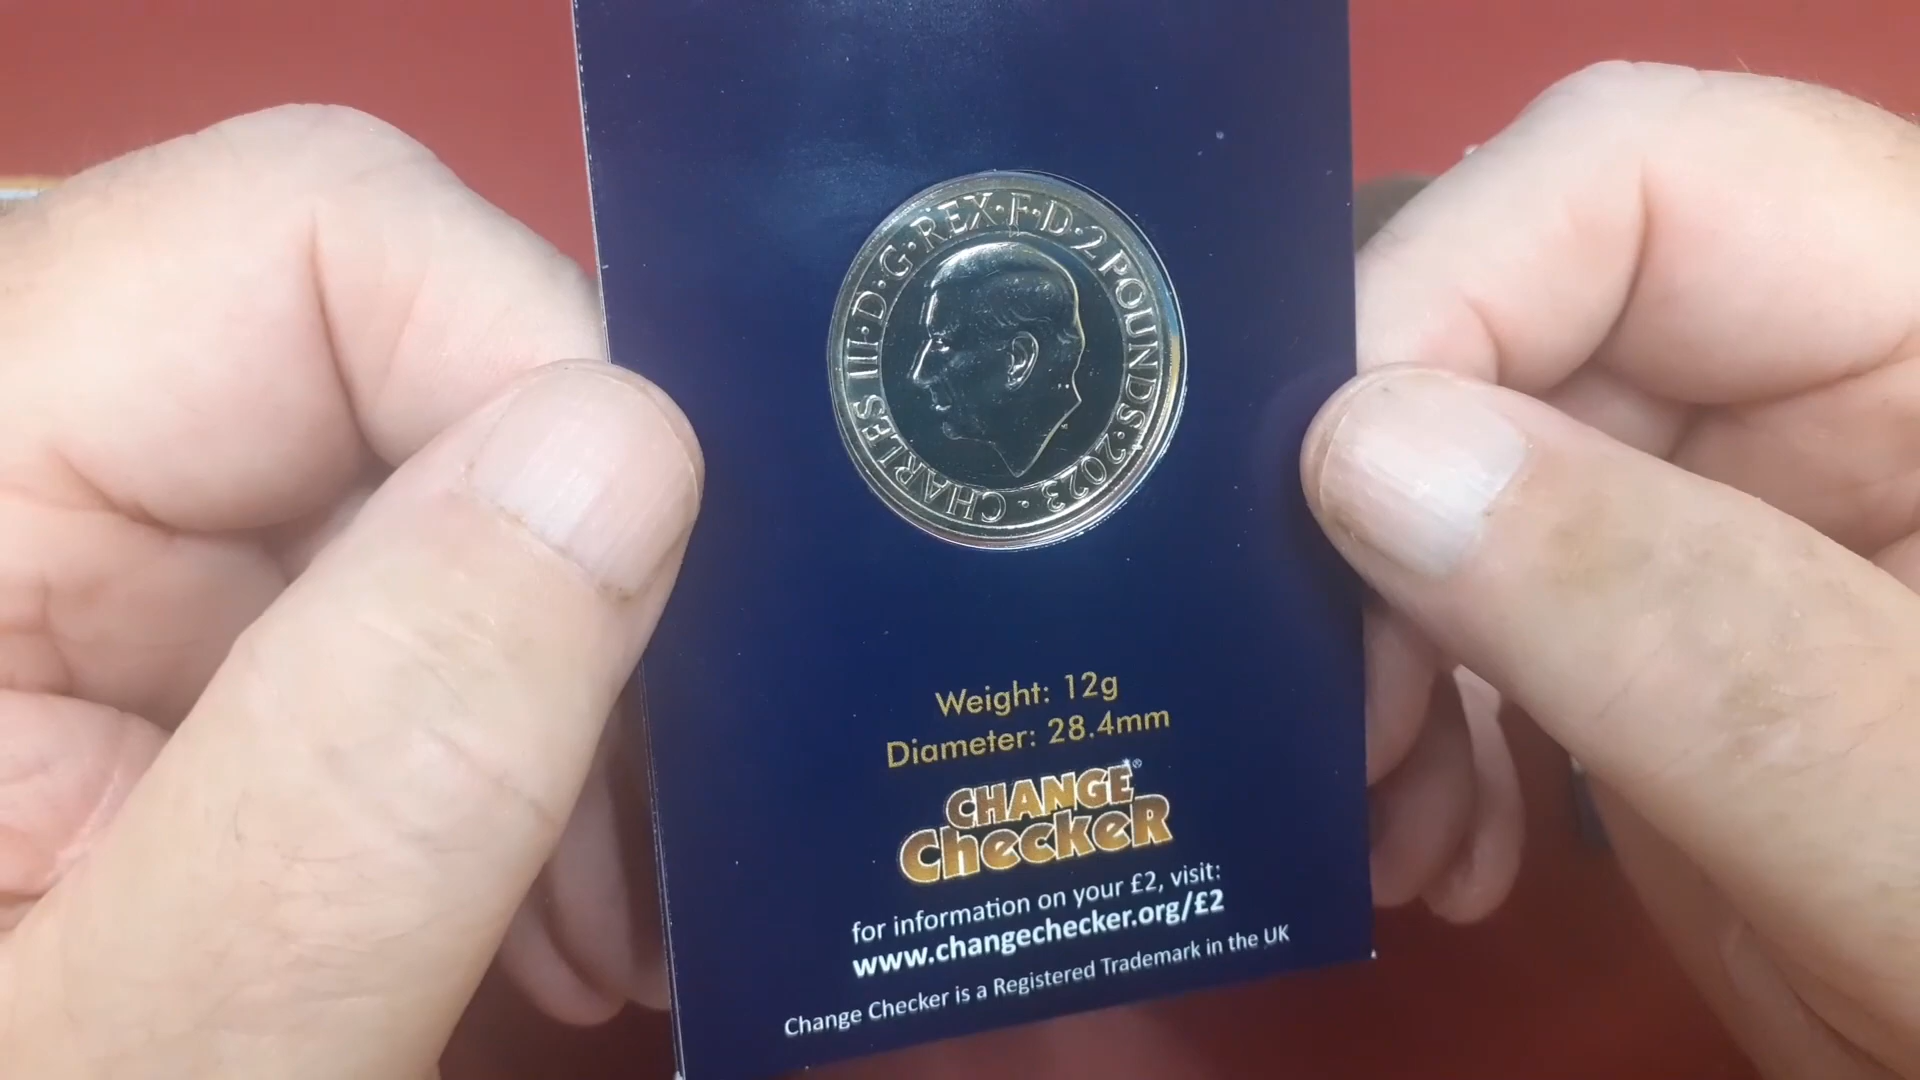 CHARLES III·D·G·REX·F·D·2 POUNDS·2023·
Weight: 12g
Diameter: 28.4mm
CHANGE®
CHecKeR
for information on your £2, visit:
www.changechecker.org/£2
Change Checker is a Registered Trademark in the UK